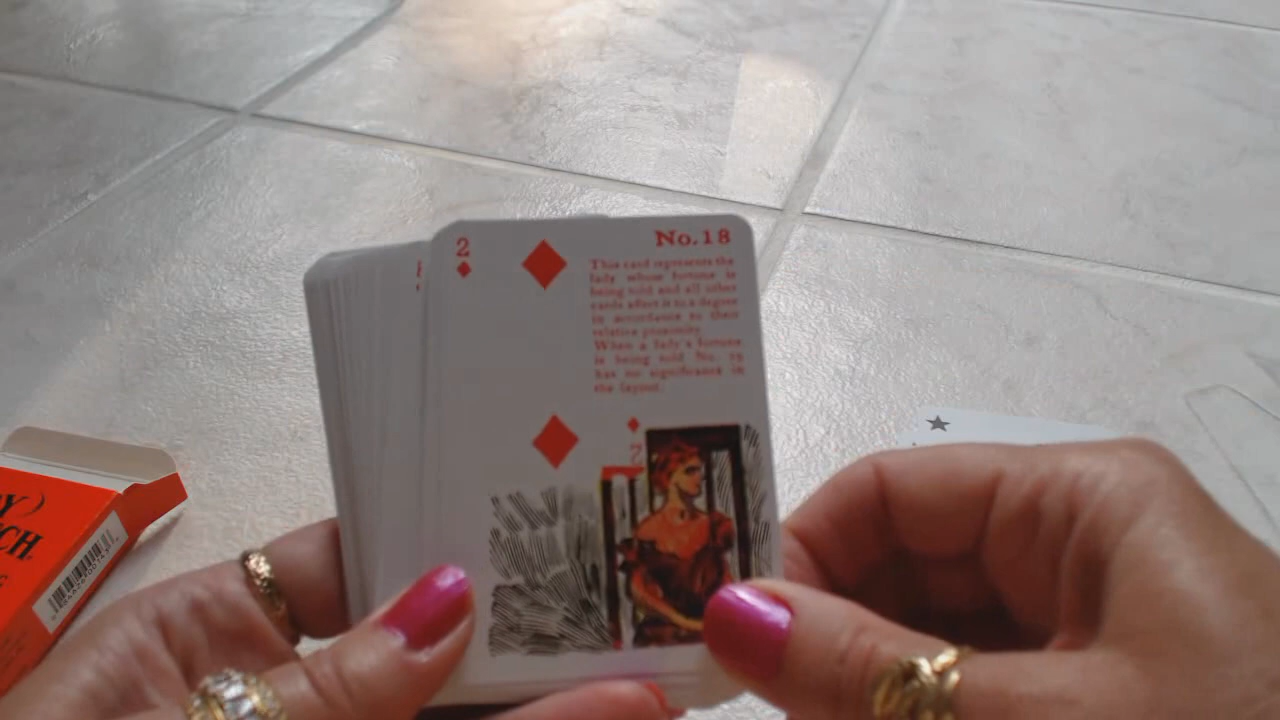 2
No.18
This card represents the
lady whose fortune is
being told and all other
cards affect it to a degree
in accordance to their
relative proximity.
When a lady's fortune
is being told No. 19
has no significance in
the layout.
2
Y
CH